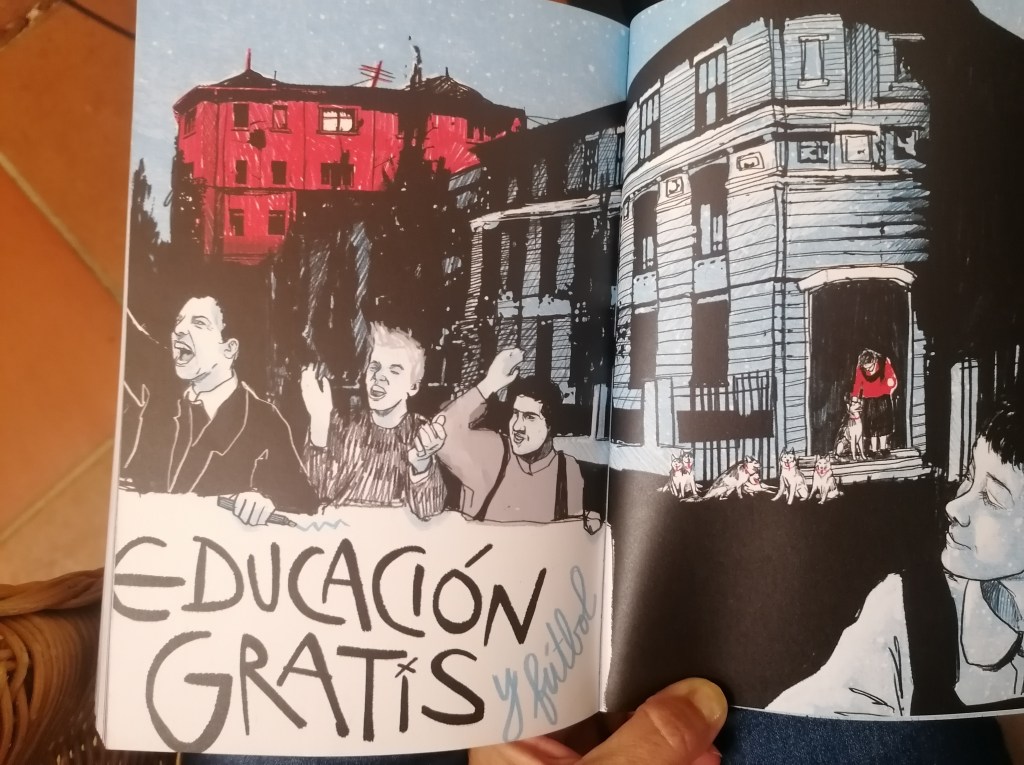 EDUCACIÓN
GRATIS
y fútbol